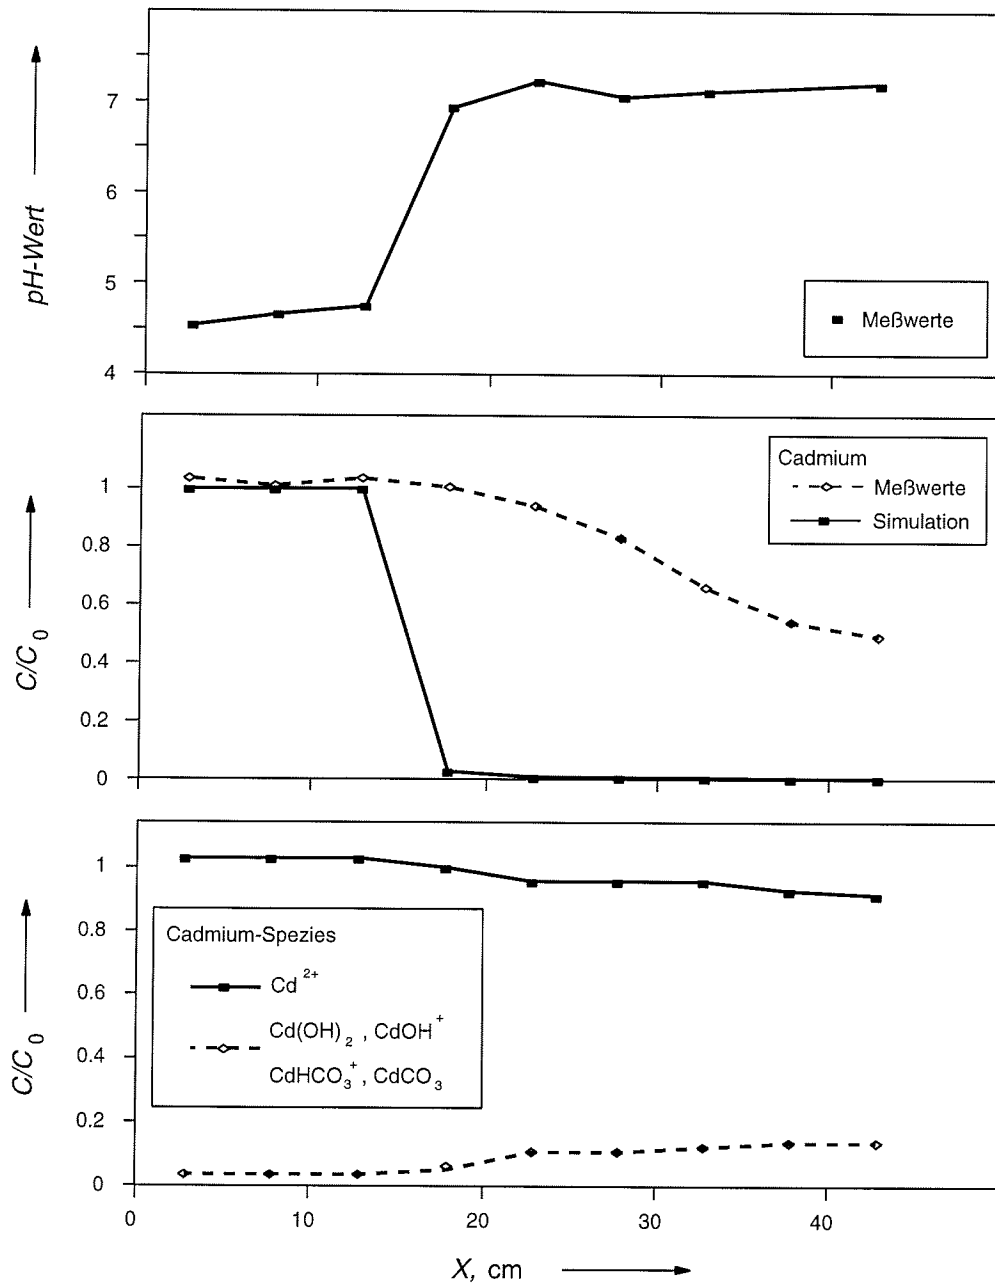 pH-Wert
7
6
5
4
Meßwerte
C/C0
1
0.8
0.6
0.4
0.2
0
Cadmium
Meßwerte
Simulation
C/C0
1
0.8
0.6
0.4
0.2
0
Cadmium-Spezies
Cd2+
Cd(OH)2 , CdOH+
CdHCO3+ , CdCO3
0 10 20 30 40
X, cm